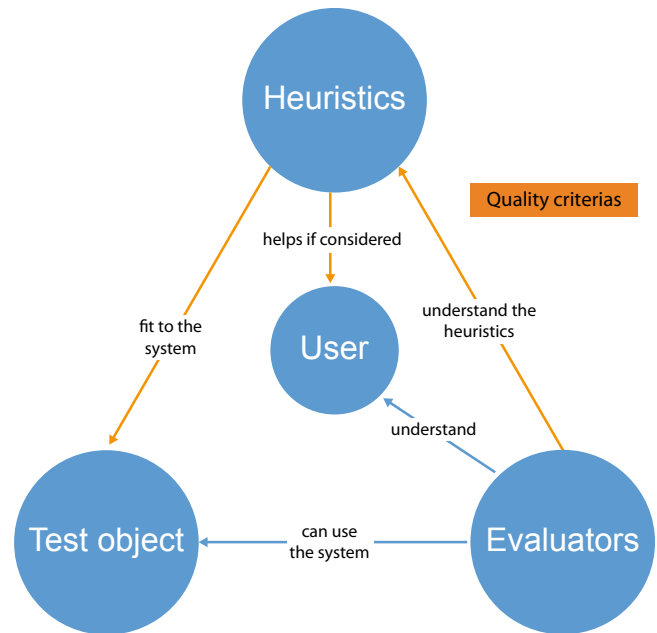 Heuristics
Quality criterias
helps if considered
understand the
heuristics
fit to the
system
User
understand
Test object
can use
the system
Evaluators